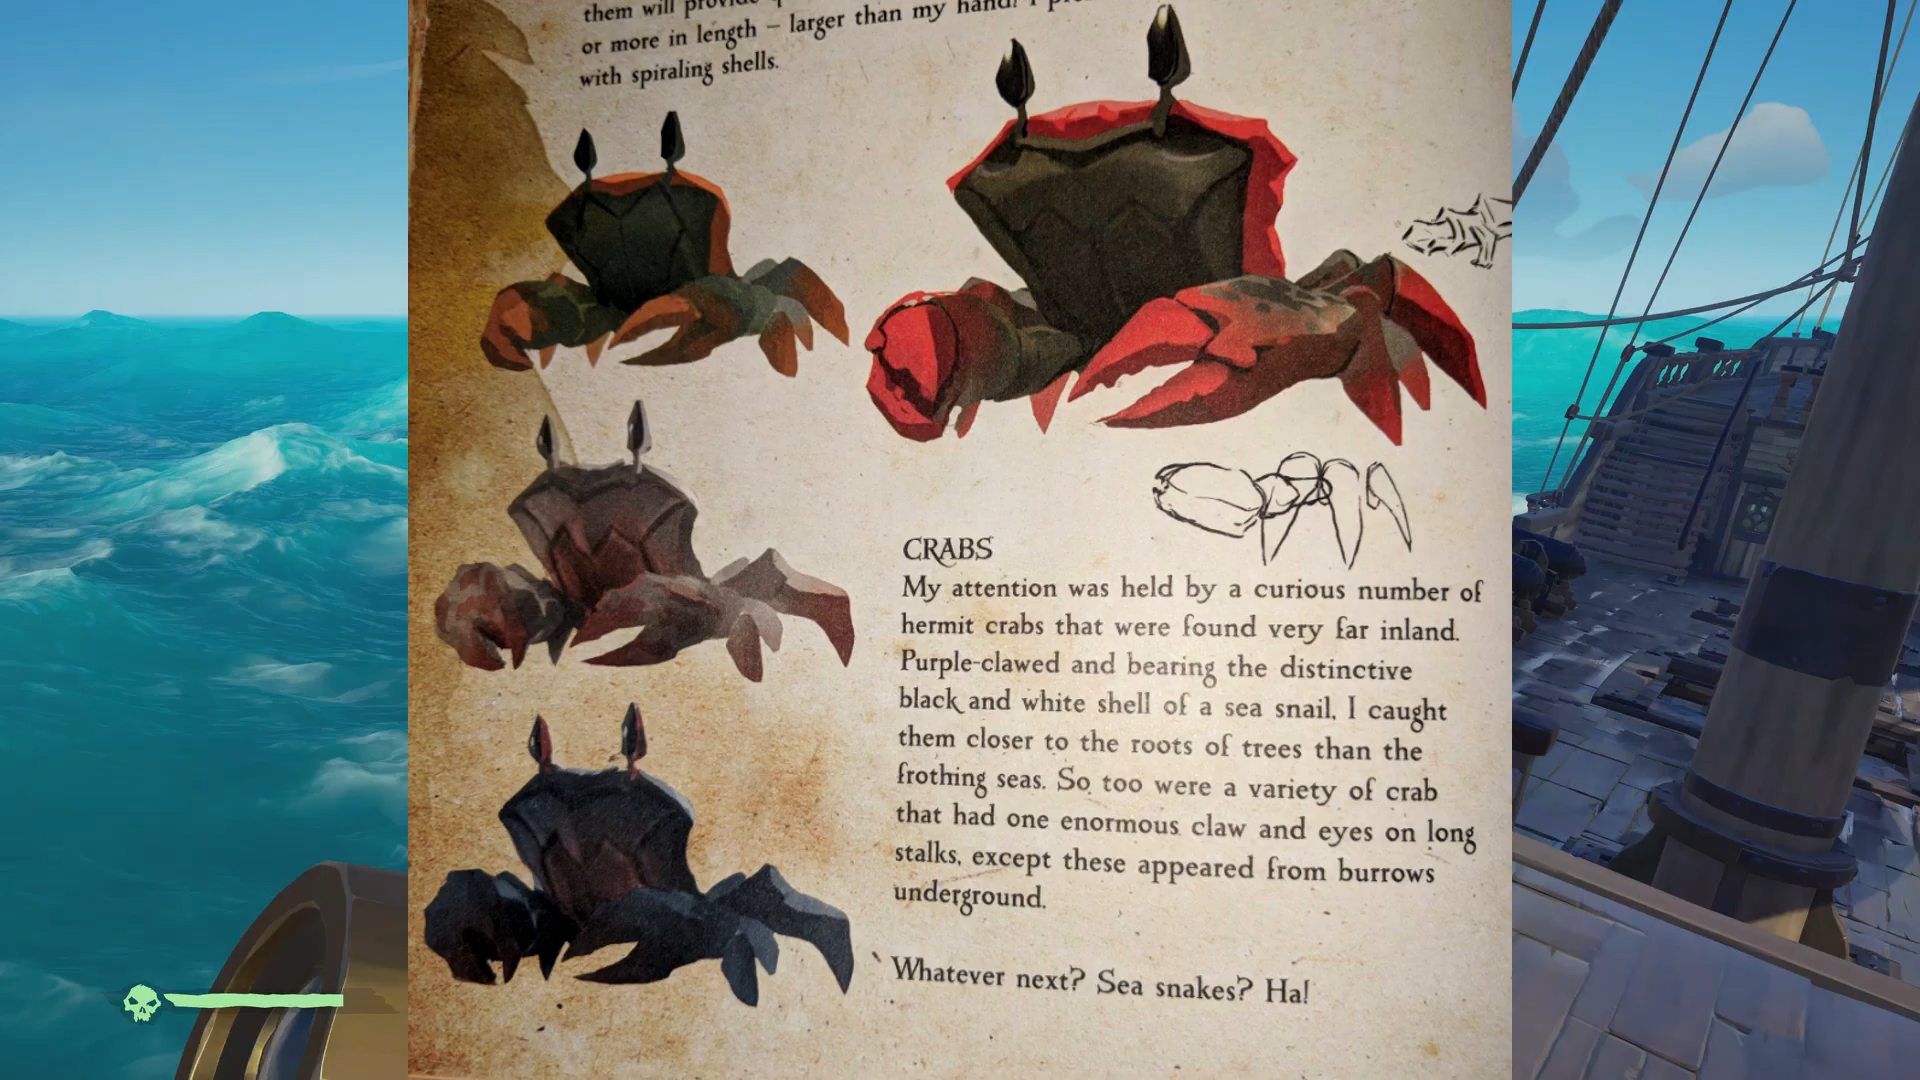 them will provide
or more in length – larger than my hand! I
with spiraling shells.
CRABS
My attention was held by a curious number of
hermit crabs that were found very far inland.
Purple-clawed and bearing the distinctive
black and white shell of a sea snail, I caught
them closer to the roots of trees than the
frothing seas. So too were a variety of crab
that had one enormous claw and eyes on long
stalks, except these appeared from burrows
underground.
Whatever next? Sea snakes? Ha!